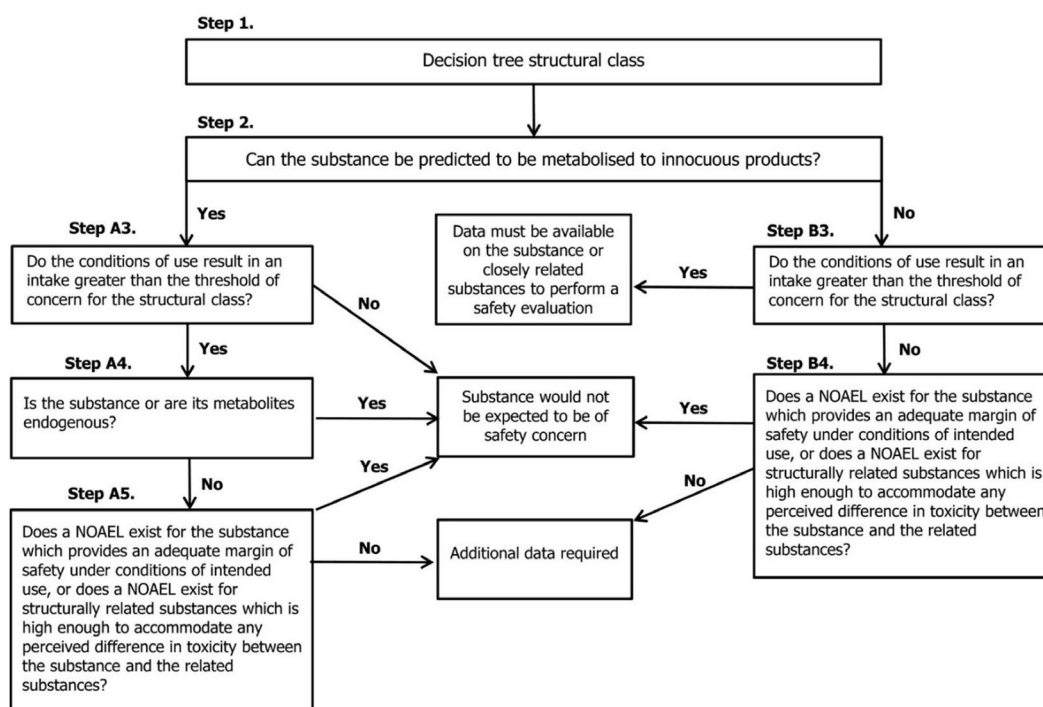 Step 1.
Decision tree structural class
Step 2.
Can the substance be predicted to be metabolised to innocuous products?
Yes
No
Step A3.
Do the conditions of use result in an
intake greater than the threshold of
concern for the structural class?
Data must be available
on the substance or
closely related
substances to perform a
safety evaluation
Yes
Step B3.
Do the conditions of use result in an
intake greater than the threshold of
concern for the structural class?
No
Yes
No
Step A4.
Is the substance or are its metabolites
endogenous?
Yes
Substance would not
be expected to be of
safety concern
Yes
Step B4.
Does a NOAEL exist for the substance
which provides an adequate margin of
safety under conditions of intended
use, or does a NOAEL exist for
structurally related substances which is
high enough to accommodate any
perceived difference in toxicity between
the substance and the related
substances?
No
Yes
No
Step A5.
Does a NOAEL exist for the substance
which provides an adequate margin of
safety under conditions of intended
use, or does a NOAEL exist for
structurally related substances which is
high enough to accommodate any
perceived difference in toxicity between
the substance and the related
substances?
No
Additional data required